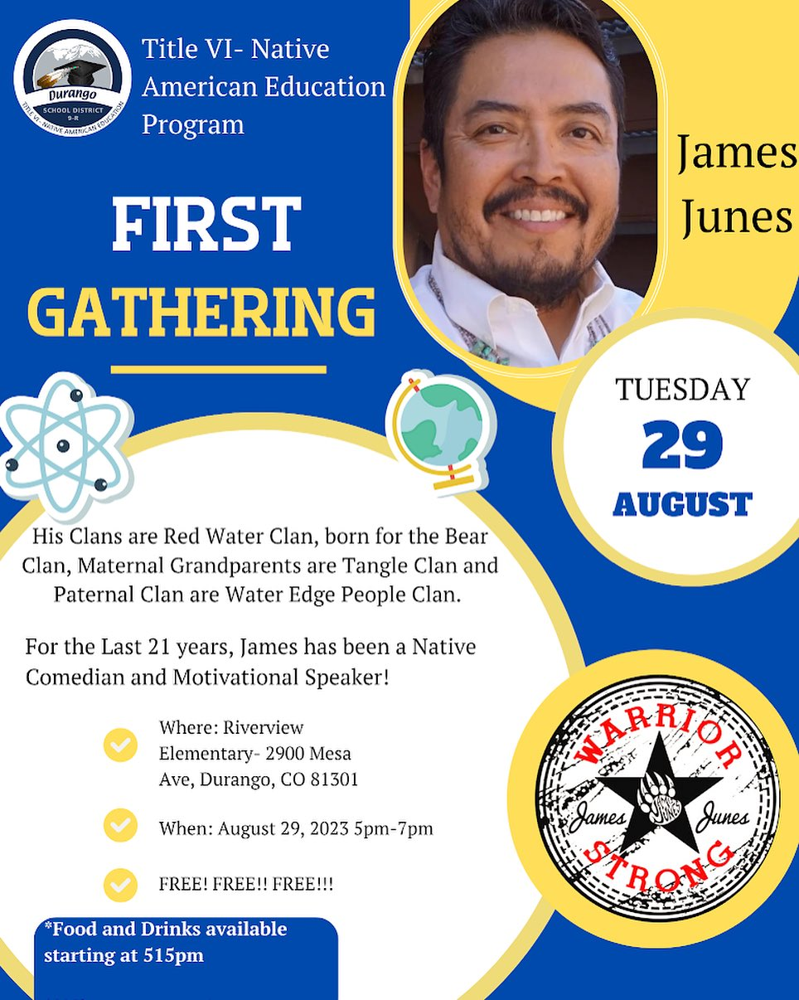 Title VI- Native
American Education
Program
Durango
SCHOOL DISTRICT
9-R
TITLE VI- NATIVE AMERICAN EDUCATION
James
Junes
FIRST
GATHERING
TUESDAY
29
AUGUST
His Clans are Red Water Clan, born for the Bear
Clan, Maternal Grandparents are Tangle Clan and
Paternal Clan are Water Edge People Clan.
For the Last 21 years, James has been a Native
Comedian and Motivational Speaker!
Where: Riverview
Elementary- 2900 Mesa
Ave, Durango, CO 81301
When: August 29, 2023 5pm-7pm
FREE! FREE!! FREE!!!
*Food and Drinks available
starting at 515pm
WARRIOR
James Junes
JAMES
JUNES
STRONG